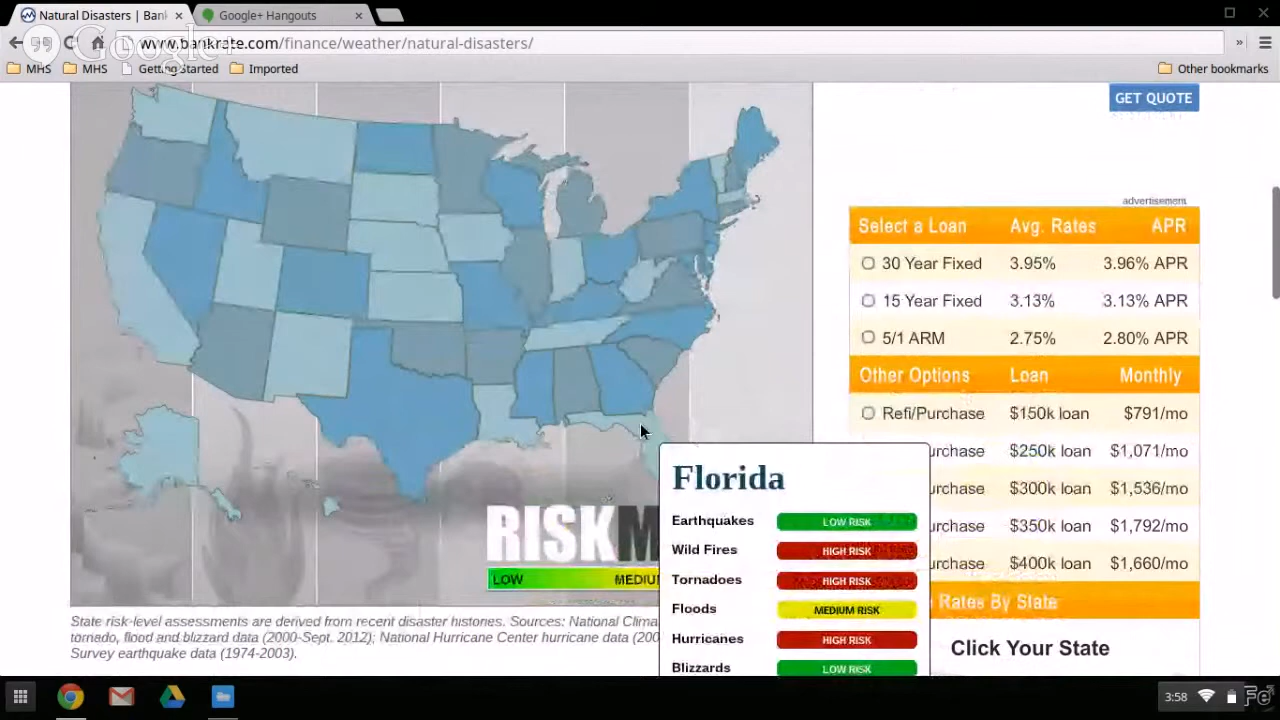 Natural Disasters | Bank
Google+ Hangouts
Google+
www.bankrate.com/finance/weather/natural-disasters/
MHS
MHS
Getting Started
Imported
Other bookmarks
GET QUOTE
advertisement
Select a Loan Avg. Rates APR
30 Year Fixed 3.95% 3.96% APR
15 Year Fixed 3.13% 3.13% APR
5/1 ARM 2.75% 2.80% APR
Other Options Loan Monthly
Refi/Purchase $150k loan $791/mo
urchase $250k loan $1,071/mo
urchase $300k loan $1,536/mo
urchase $350k loan $1,792/mo
urchase $400k loan $1,660/mo
Rates By State
Click Your State
Florida
Earthquakes LOW RISK
Wild Fires HIGH RISK
Tornadoes HIGH RISK
Floods MEDIUM RISK
Hurricanes HIGH RISK
Blizzards LOW RISK
RISKM
LOW MEDIU
State risk-level assessments are derived from recent disaster histories. Sources: National Clima
tornado, flood and blizzard data (2000-Sept. 2012); National Hurricane Center hurricane data (200
Survey earthquake data (1974-2003).
3:58
Fe